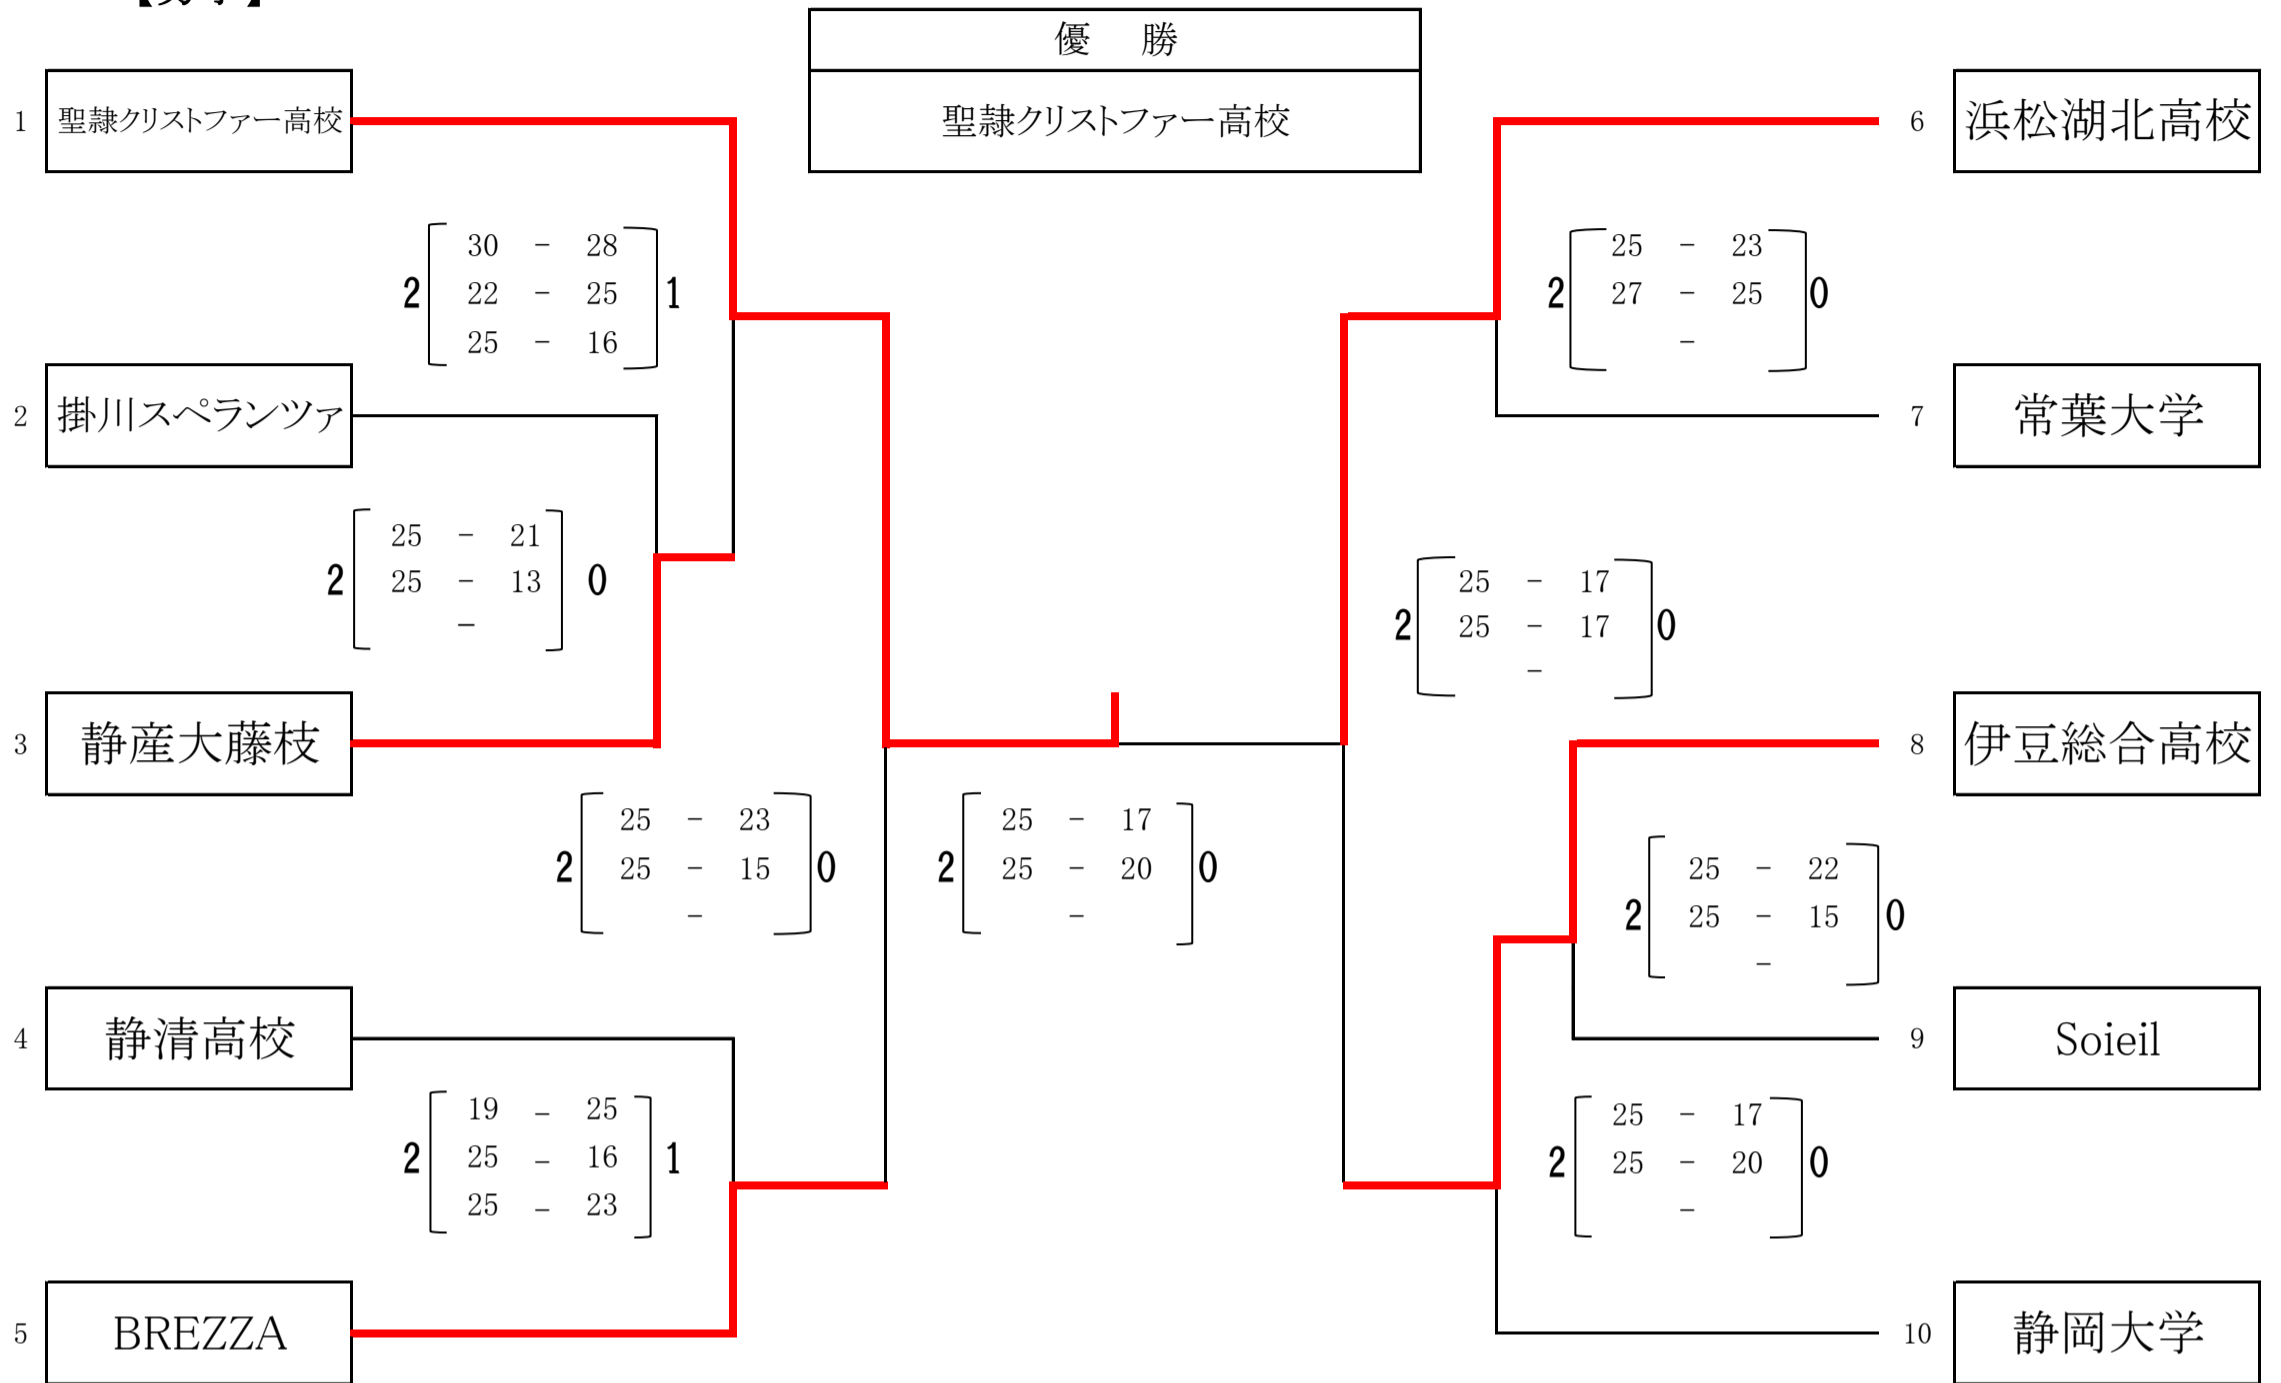 【男子】
優 勝
聖隷クリストファー高校
1 聖隷クリストファー高校
30 - 28
2 22 - 25 1
25 - 16
2 掛川スペランツァ
25 - 21
2 25 - 13 0
-
3 静産大藤枝
25 - 23
2 25 - 15 0
-
4 静清高校
19 - 25
2 25 - 16 1
25 - 23
5 BREZZA
25 - 17
2 25 - 20 0
-
6 浜松湖北高校
25 - 23
2 27 - 25 0
-
7 常葉大学
25 - 17
2 25 - 17 0
-
8 伊豆総合高校
25 - 22
2 25 - 15 0
-
9 Soieil
25 - 17
2 25 - 20 0
-
10 静岡大学